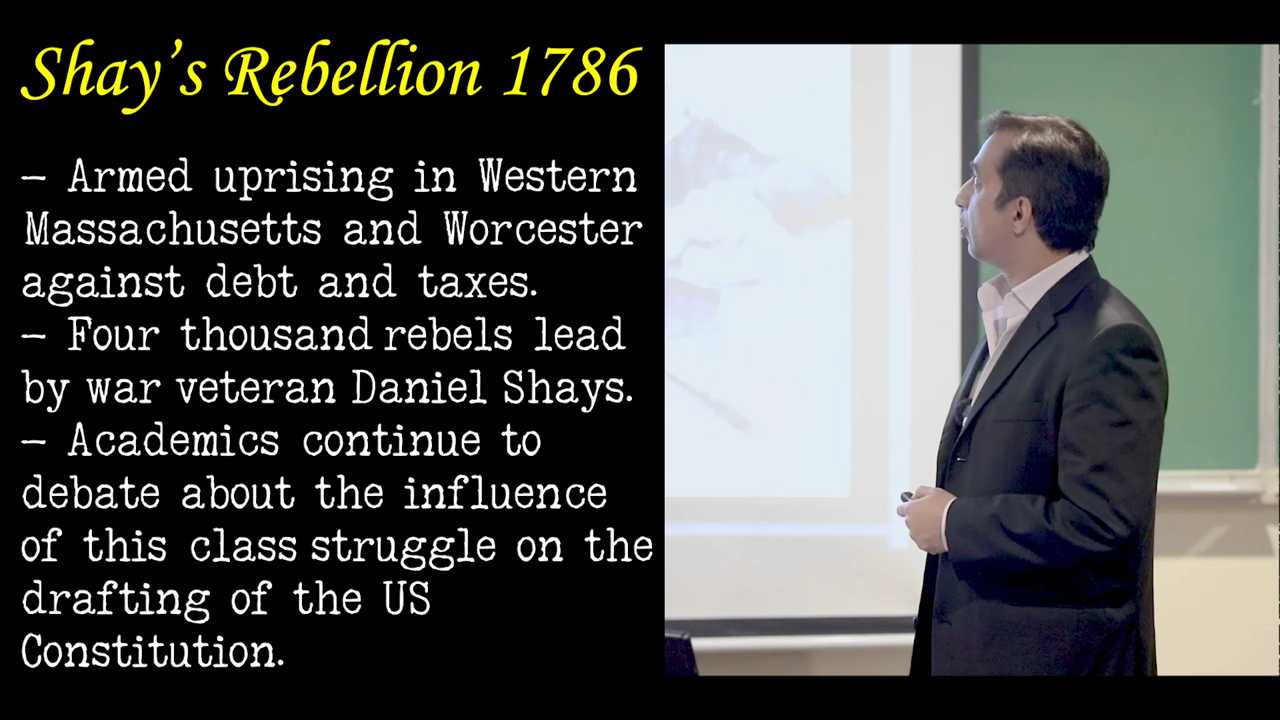 Shay's Rebellion 1786
– Armed uprising in Western
Massachusetts and Worcester
against debt and taxes.
– Four thousand rebels lead
by war veteran Daniel Shays.
– Academics continue to
debate about the influence
of this class struggle on the
drafting of the US
Constitution.